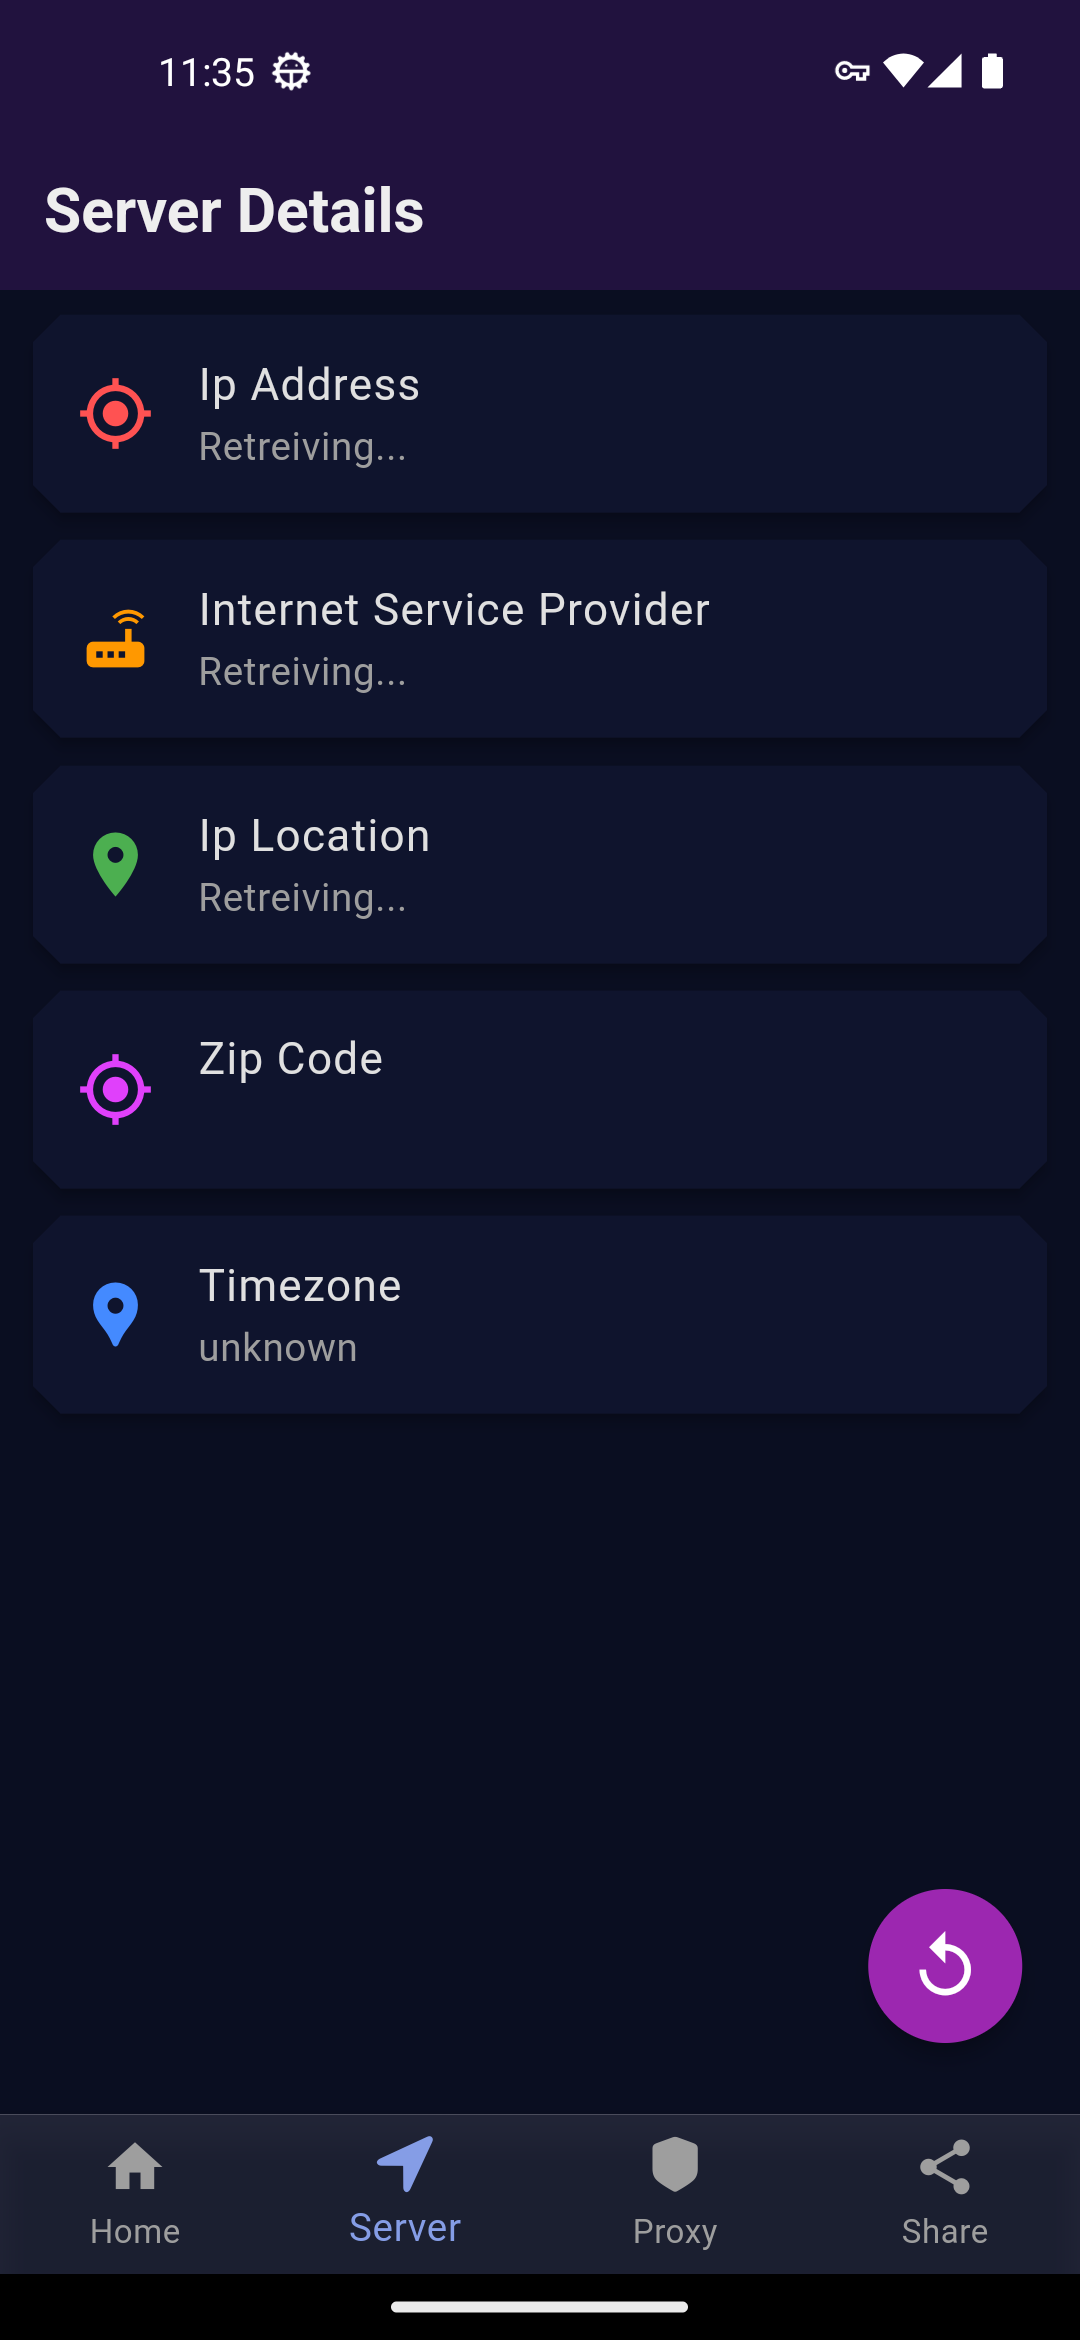 11:35
Server Details
Ip Address
Retreiving...
Internet Service Provider
Retreiving...
Ip Location
Retreiving...
Zip Code
Timezone
unknown
Home
Server
Proxy
Share